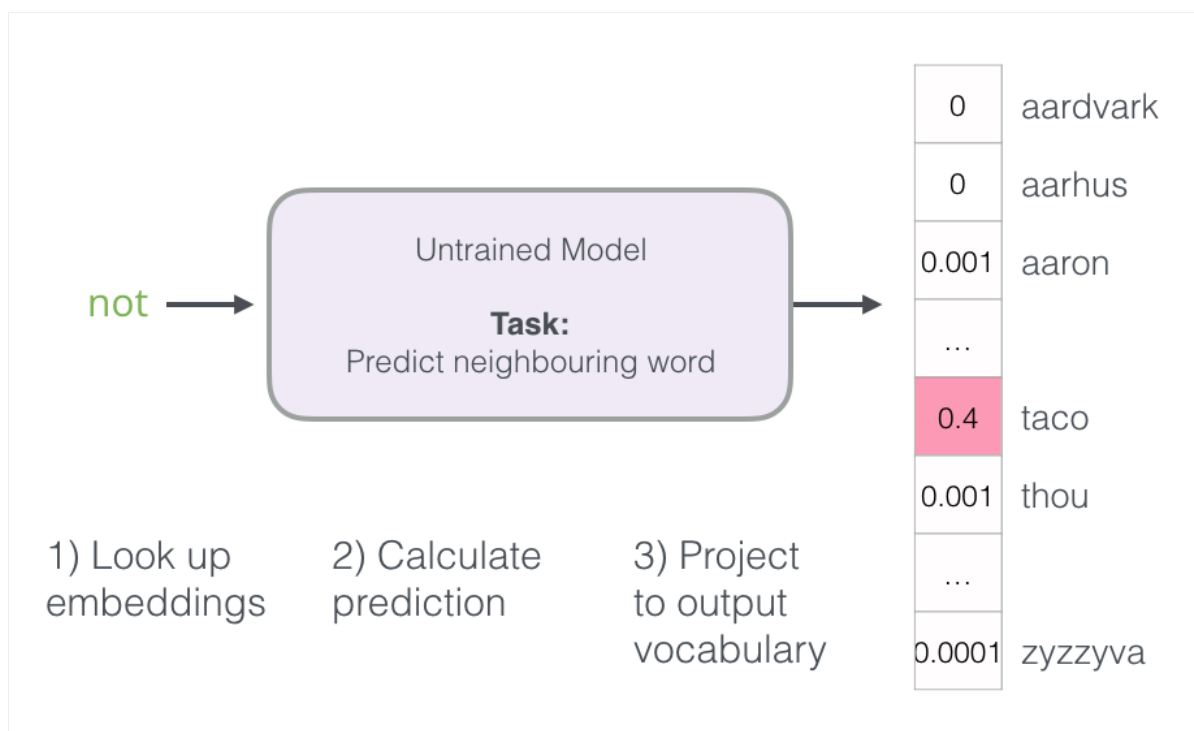 0 aardvark
0 aarhus
Untrained Model
0.001 aaron
not
Task:
Predict neighbouring word
...
0.4 taco
0.001 thou
1) Look up
embeddings
2) Calculate
prediction
3) Project
to output
vocabulary
...
0.0001 zyzzyva